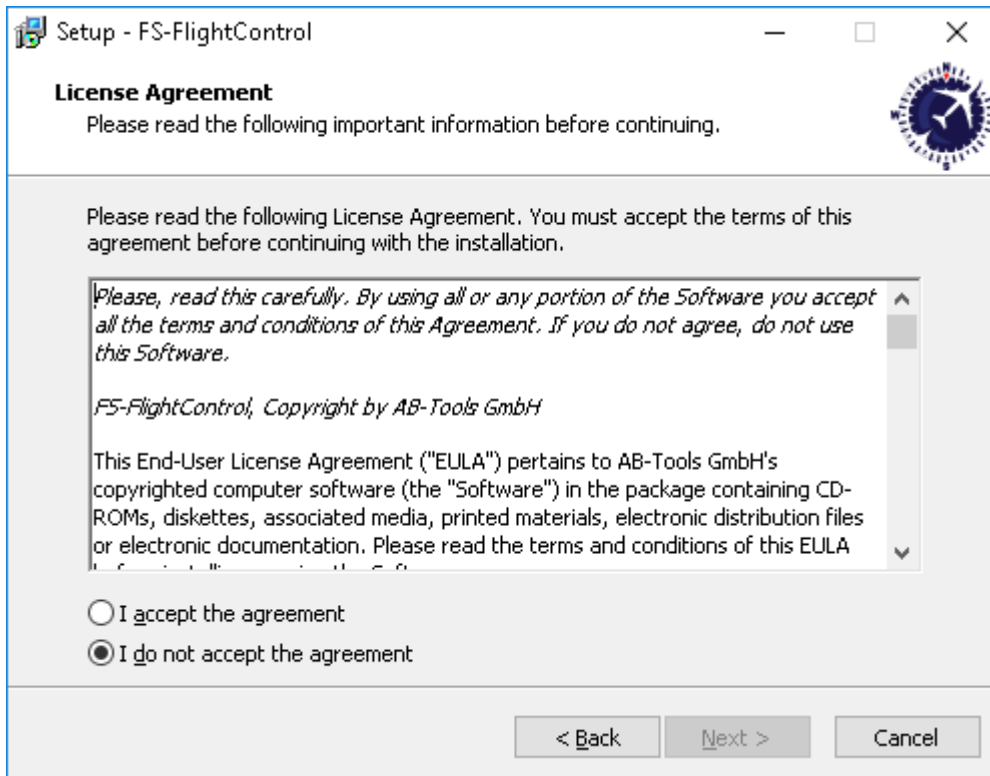 Setup - FS-FlightControl
License Agreement
Please read the following important information before continuing.
Please read the following License Agreement. You must accept the terms of this
agreement before continuing with the installation.
Please, read this carefully. By using all or any portion of the Software you accept
all the terms and conditions of this Agreement. If you do not agree, do not use
this Software.
FS-FlightControl, Copyright by AB-Tools GmbH
This End-User License Agreement ("EULA") pertains to AB-Tools GmbH's
copyrighted computer software (the "Software") in the package containing CD-
ROMs, diskettes, associated media, printed materials, electronic distribution files
or electronic documentation. Please read the terms and conditions of this EULA
I accept the agreement
I do not accept the agreement
< Back
Next >
Cancel